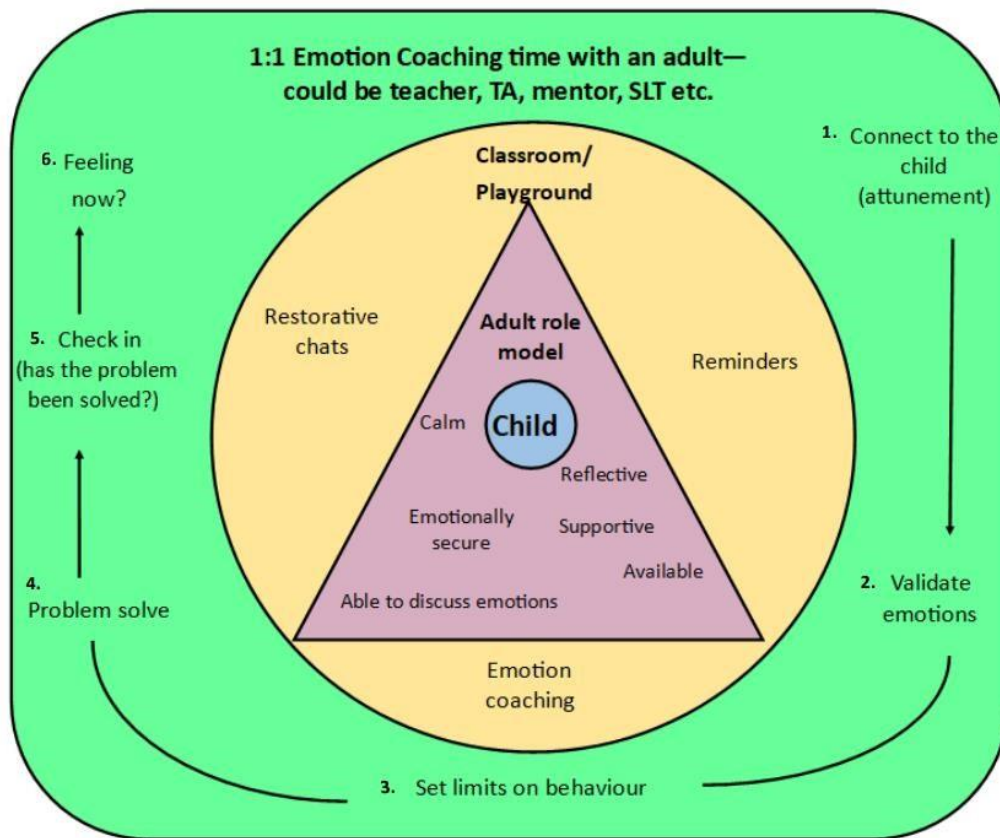 1:1 Emotion Coaching time with an adult—
could be teacher, TA, mentor, SLT etc.
1. Connect to the
child
(attunement)
2. Validate
emotions
3. Set limits on behaviour
4.
Problem solve
5. Check in
(has the problem
been solved?)
6. Feeling
now?
Classroom/
Playground
Restorative
chats
Reminders
Emotion
coaching
Adult role
model
Child
Calm
Reflective
Emotionally
secure
Supportive
Available
Able to discuss emotions